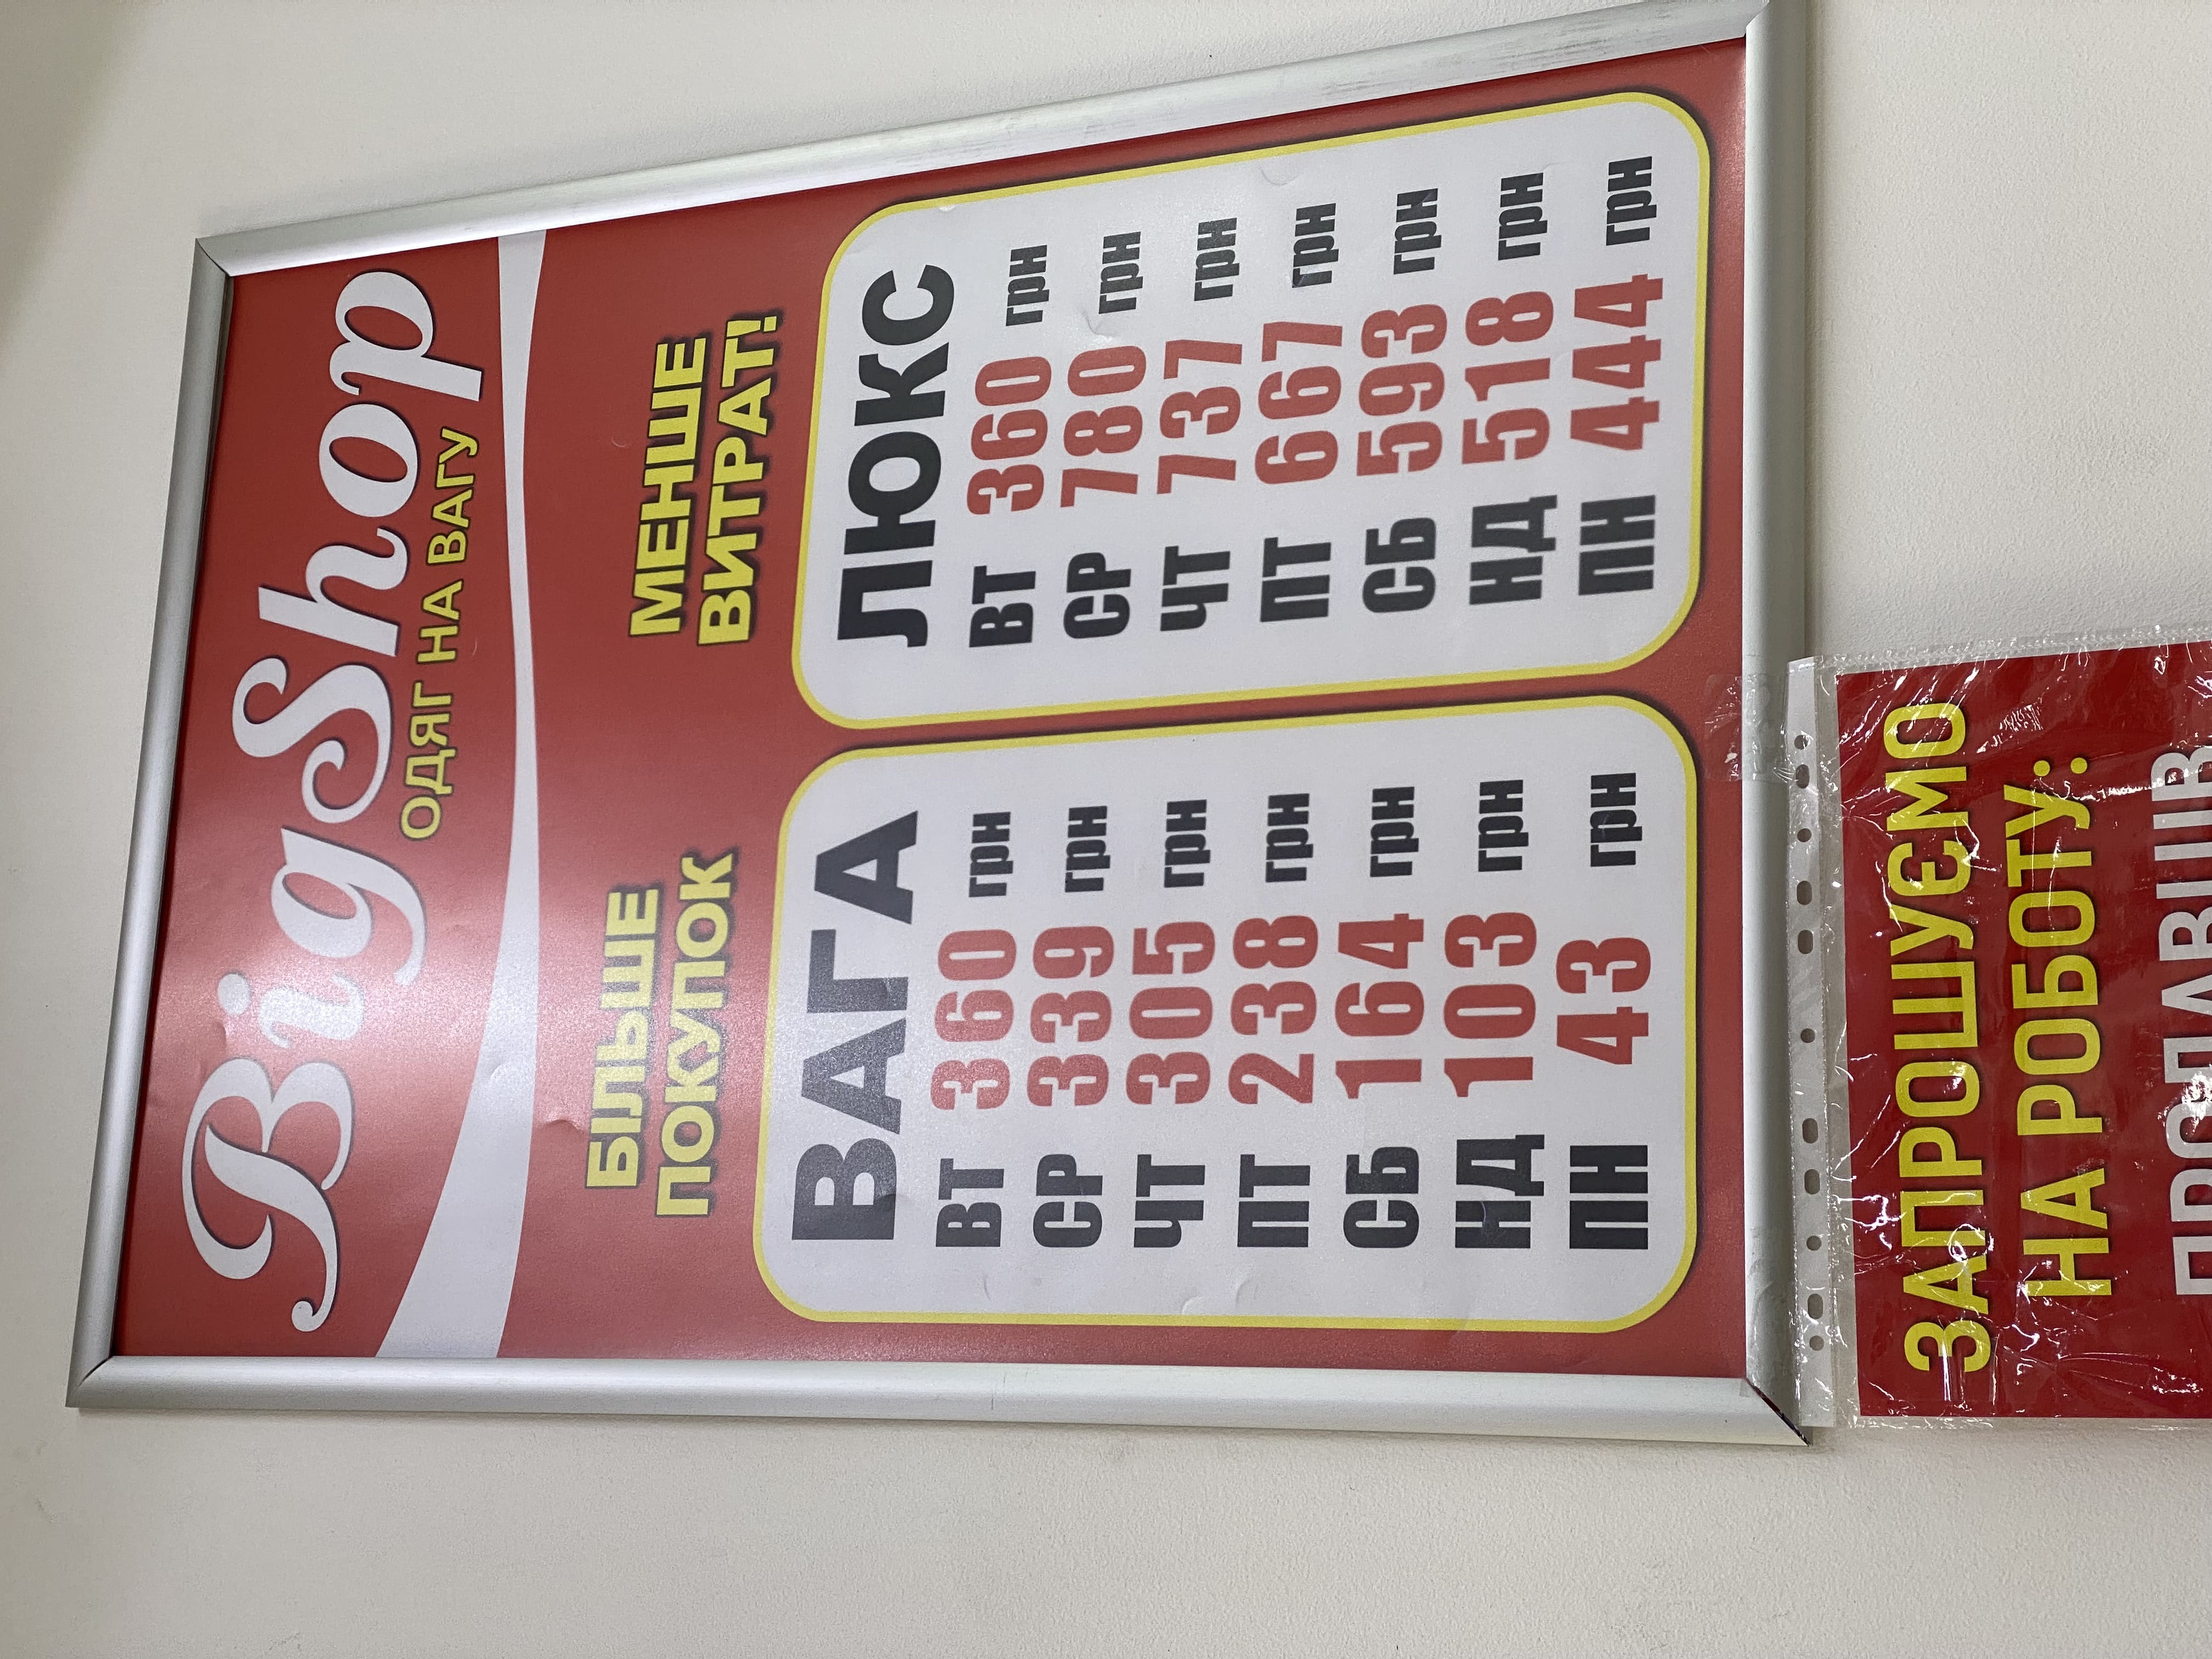 BigShop
ОДЯГ НА ВАГУ
БІЛЬШЕ
ПОКУПОК
МЕНШЕ
ВИТРАТ!
ВАГА
ВТ 360 грн
СР 339 грн
ЧТ 305 грн
ПТ 238 грн
СБ 164 грн
НД 103 грн
ПН 43 грн
ЛЮКС
ВТ 360 грн
СР 780 грн
ЧТ 737 грн
ПТ 667 грн
СБ 593 грн
НД 518 грн
ПН 444 грн
ЗАПРОШУЄМО
НА РОБОТУ:
ПРОДАВЦІВ